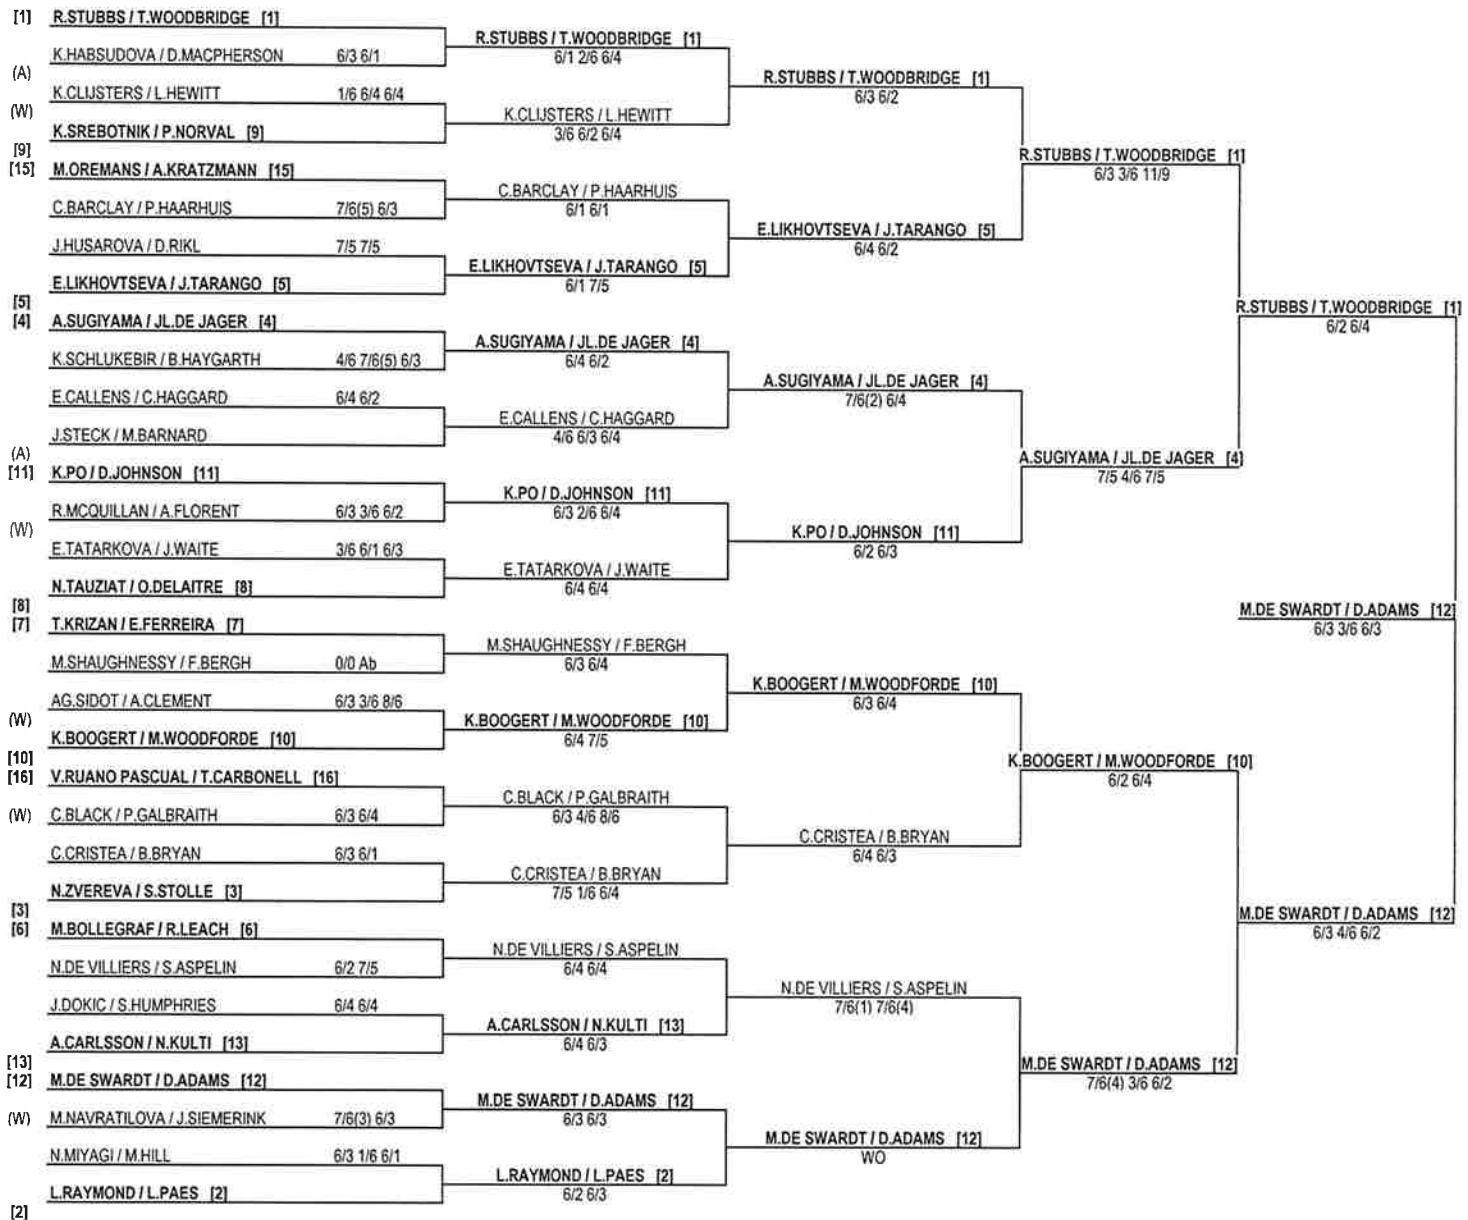 [1] R.STUBBS / T.WOODBRIDGE [1]
R.STUBBS / T.WOODBRIDGE [1]
K.HABSUDOVA / D.MACPHERSON 6/3 6/1
6/1 2/6 6/4
(A)
R.STUBBS / T.WOODBRIDGE [1]
K.CLIJSTERS / L.HEWITT 1/6 6/4 6/4
6/3 6/2
(W)
K.CLIJSTERS / L.HEWITT
K.SREBOTNIK / P.NORVAL [9]
3/6 6/2 6/4
[9]
R.STUBBS / T.WOODBRIDGE [1]
[15] M.OREMANS / A.KRATZMANN [15]
6/3 3/6 11/9
C.BARCLAY / P.HAARHUIS
C.BARCLAY / P.HAARHUIS 7/6(5) 6/3
6/1 6/1
E.LIKHOVTSEVA / J.TARANGO [5]
J.HUSAROVA / D.RIKL 7/5 7/5
6/4 6/2
E.LIKHOVTSEVA / J.TARANGO [5]
E.LIKHOVTSEVA / J.TARANGO [5]
6/1 7/5
[5]
R.STUBBS / T.WOODBRIDGE [1]
[4] A.SUGIYAMA / JL.DE JAGER [4]
6/2 6/4
A.SUGIYAMA / JL.DE JAGER [4]
K.SCHLUKEBIR / B.HAYGARTH 4/6 7/6(5) 6/3
6/4 6/2
A.SUGIYAMA / JL.DE JAGER [4]
E.CALLENS / C.HAGGARD 6/4 6/2
7/6(2) 6/4
E.CALLENS / C.HAGGARD
J.STECK / M.BARNARD
4/6 6/3 6/4
(A)
A.SUGIYAMA / JL.DE JAGER [4]
[11] K.PO / D.JOHNSON [11]
7/5 4/6 7/5
K.PO / D.JOHNSON [11]
R.MCQUILLAN / A.FLORENT 6/3 3/6 6/2
6/3 2/6 6/4
(W)
K.PO / D.JOHNSON [11]
E.TATARKOVA / J.WAITE 3/6 6/1 6/3
6/2 6/3
E.TATARKOVA / J.WAITE
N.TAUZIAT / O.DELAITRE [8]
6/4 6/4
[8]
M.DE SWARDT / D.ADAMS [12]
[7] T.KRIZAN / E.FERREIRA [7]
6/3 3/6 6/3
M.SHAUGHNESSY / F.BERGH
M.SHAUGHNESSY / F.BERGH 0/0 Ab
6/3 6/4
K.BOOGERT / M.WOODFORDE [10]
AG.SIDOT / A.CLEMENT 6/3 3/6 8/6
6/3 6/4
(W)
K.BOOGERT / M.WOODFORDE [10]
K.BOOGERT / M.WOODFORDE [10]
6/4 7/5
[10]
K.BOOGERT / M.WOODFORDE [10]
[16] V.RUANO PASCUAL / T.CARBONELL [16]
6/2 6/4
C.BLACK / P.GALBRAITH
(W) C.BLACK / P.GALBRAITH 6/3 6/4
6/3 4/6 8/6
C.CRISTEA / B.BRYAN
C.CRISTEA / B.BRYAN 6/3 6/1
6/4 6/3
C.CRISTEA / B.BRYAN
N.ZVEREVA / S.STOLLE [3]
7/5 1/6 6/4
[3]
M.DE SWARDT / D.ADAMS [12]
[6] M.BOLLEGRAF / R.LEACH [6]
6/3 4/6 6/2
N.DE VILLIERS / S.ASPELIN
N.DE VILLIERS / S.ASPELIN 6/2 7/5
6/4 6/4
N.DE VILLIERS / S.ASPELIN
J.DOKIC / S.HUMPHRIES 6/4 6/4
7/6(1) 7/6(4)
A.CARLSSON / N.KULTI [13]
A.CARLSSON / N.KULTI [13]
6/4 6/3
[13]
M.DE SWARDT / D.ADAMS [12]
[12] M.DE SWARDT / D.ADAMS [12]
7/6(4) 3/6 6/2
M.DE SWARDT / D.ADAMS [12]
(W) M.NAVRATILOVA / J.SIEMERINK 7/6(3) 6/3
6/3 6/3
M.DE SWARDT / D.ADAMS [12]
N.MIYAGI / M.HILL 6/3 1/6 6/1
WO
L.RAYMOND / L.PAES [2]
L.RAYMOND / L.PAES [2]
6/2 6/3
[2]